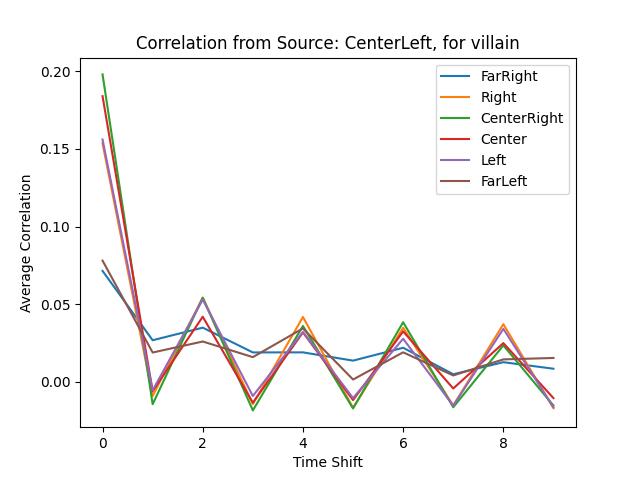 Correlation from Source: CenterLeft, for villain
FarRight
Right
CenterRight
Center
Left
FarLeft
Average Correlation
0.20
0.15
0.10
0.05
0.00
0 2 4 6 8
Time Shift